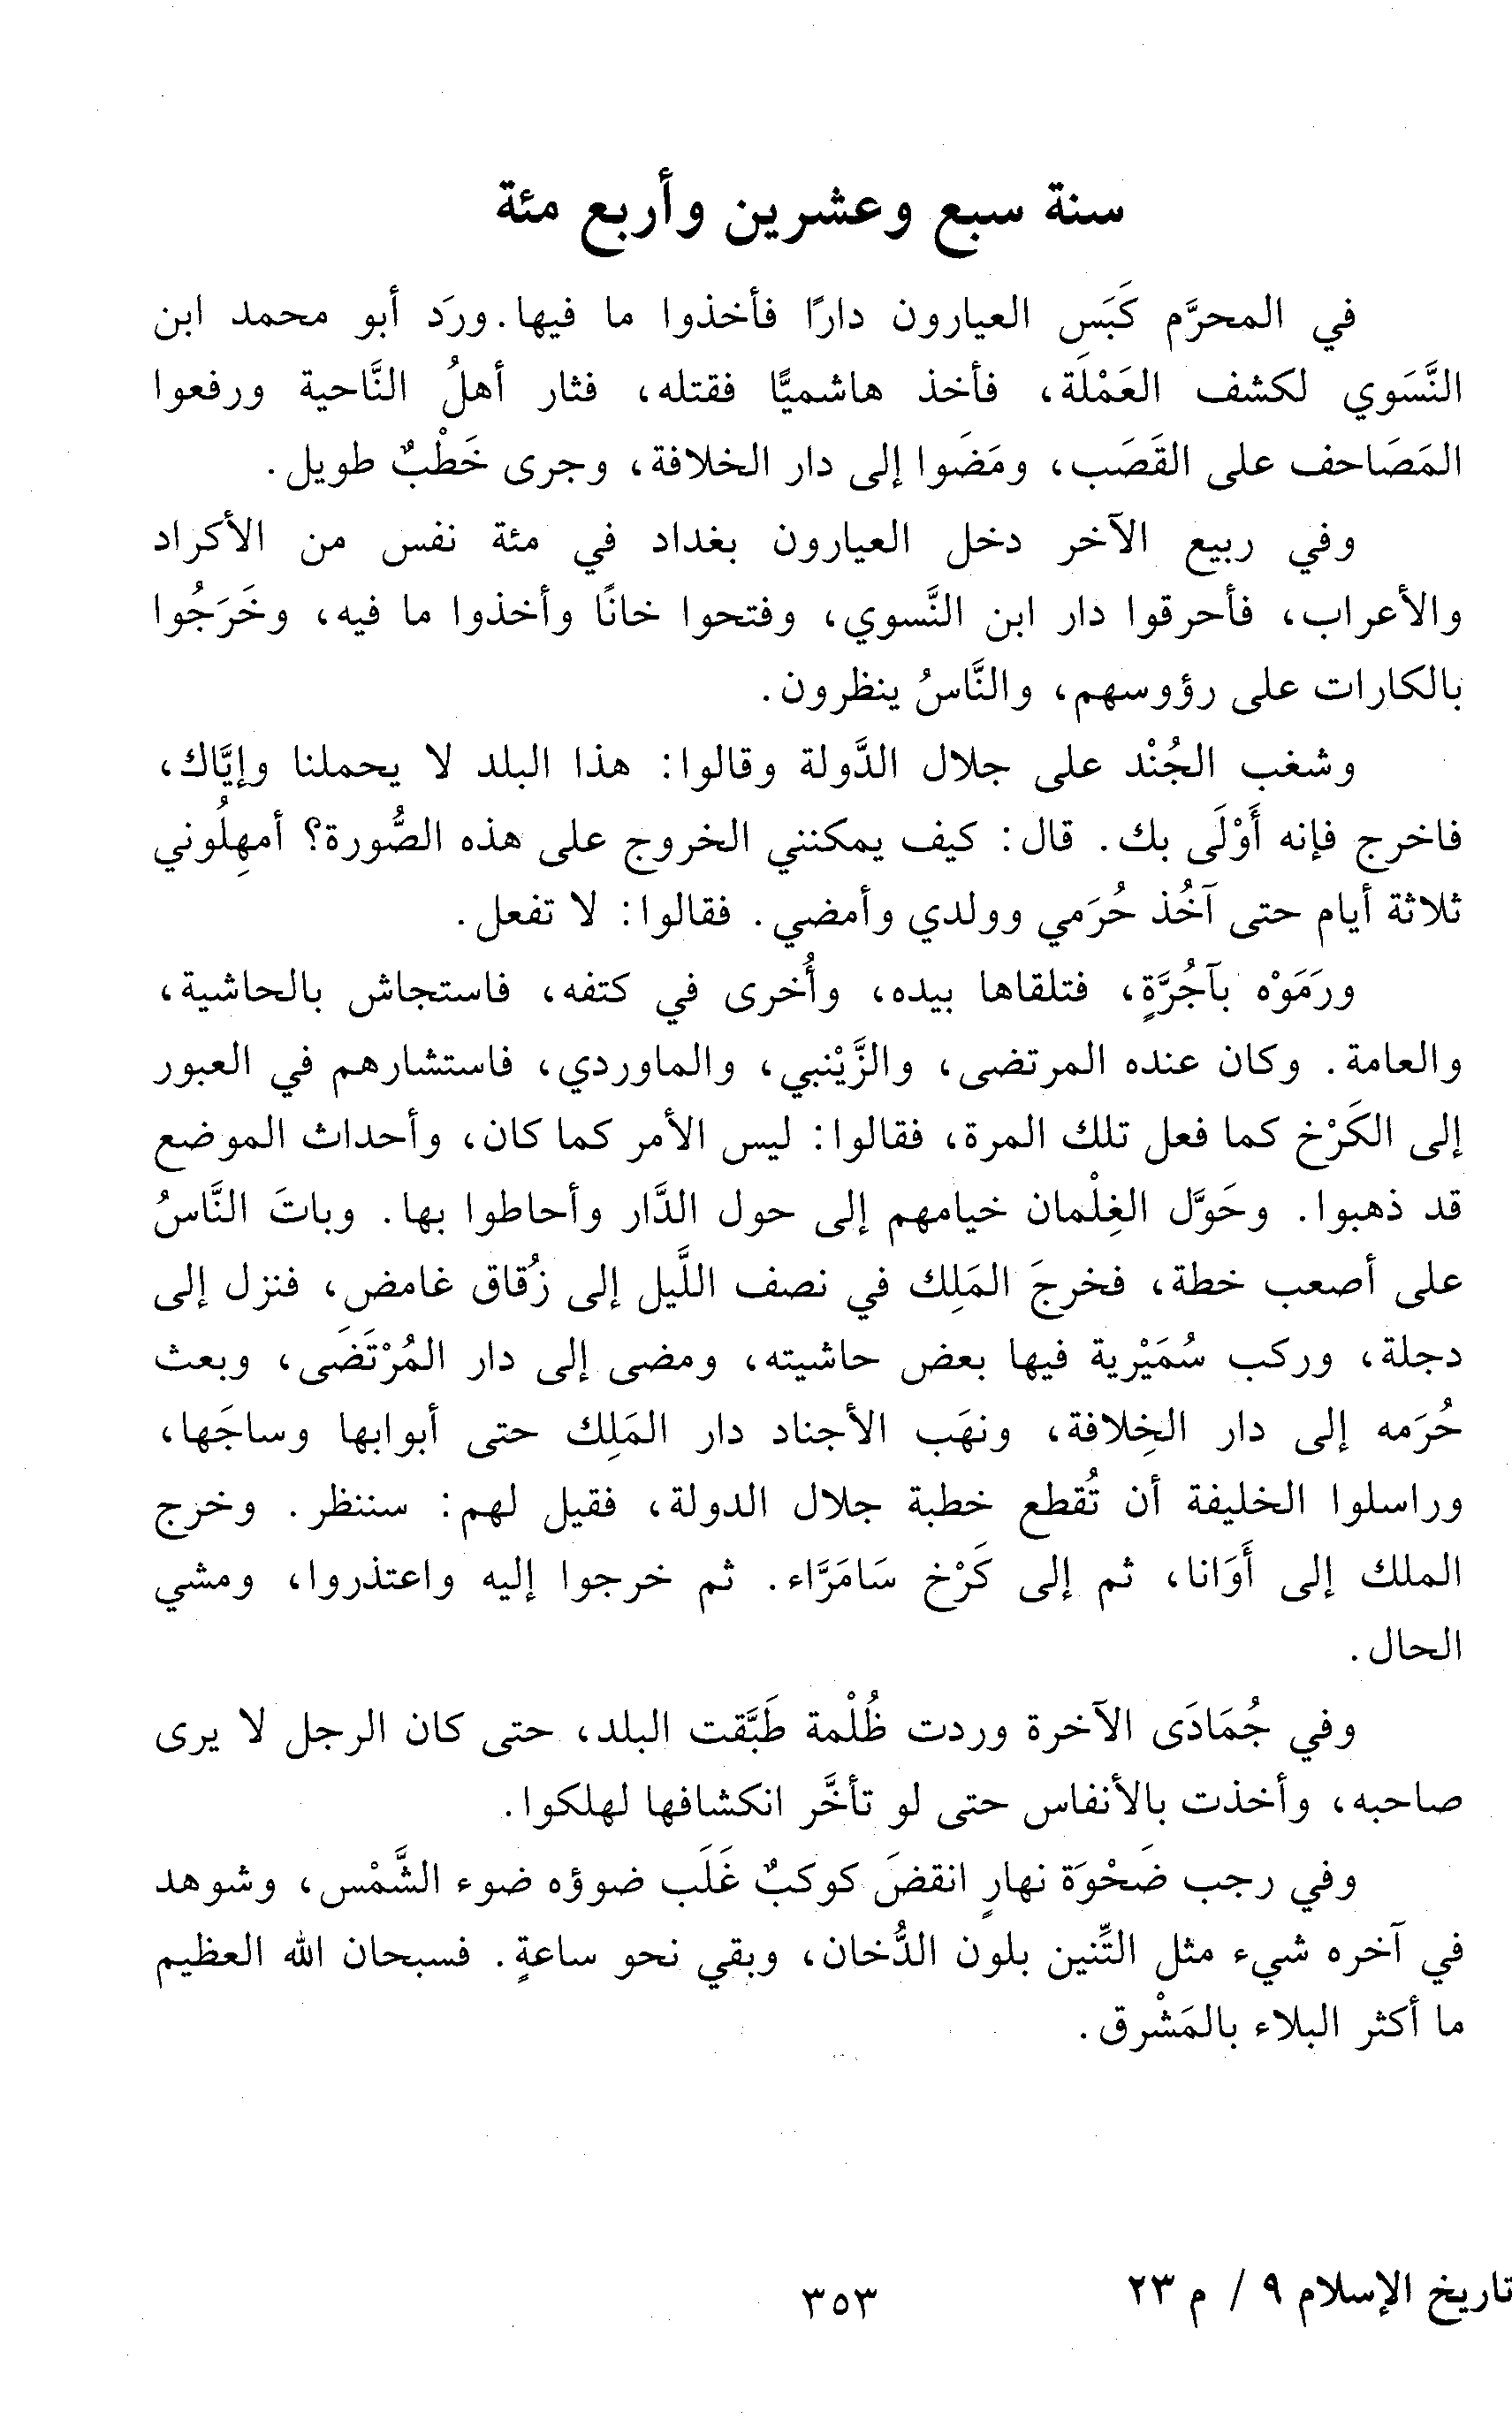 سنة سبع وعشرين وأربع مئة
في المحرَّم كَبَسَ العيارون دارًا فأخذوا ما فيها. ورَد أبو محمد ابن
النَّسَوي لكشف العَمْلَة، فأخذ هاشميًّا فقتله، فثار أهلُ النَّاحية ورفعوا
المَصَاحف على القَصَب، ومَضَوا إلى دار الخلافة، وجرى خَطْبٌ طويل.
وفي ربيع الآخر دخل العيارون بغداد في مئة نفس من الأكراد
والأعراب، فأحرقوا دار ابن النَّسوي، وفتحوا خانًا وأخذوا ما فيه، وخَرَجُوا
بالكارات على رؤوسهم، والنَّاسُ ينظرون.
وشغب الجُنْد على جلال الدَّولة وقالوا: هذا البلد لا يحملنا وإيَّاك،
فاخرج فإنه أَوْلَى بك. قال: كيف يمكنني الخروج على هذه الصُّورة؟ أمهِلُوني
ثلاثة أيام حتى آخُذ حُرَمي وولدي وأمضي. فقالوا: لا تفعل.
ورَمَوْه بآجُرَّةٍ، فتلقاها بيده، وأُخرى في كتفه، فاستجاش بالحاشية،
والعامة. وكان عنده المرتضى، والزَّيْنبي، والماوردي، فاستشارهم في العبور
إلى الكَرْخ كما فعل تلك المرة، فقالوا: ليس الأمر كما كان، وأحداث الموضع
قد ذهبوا. وحَوَّل الغِلْمان خيامهم إلى حول الدَّار وأحاطوا بها. وباتَ النَّاسُ
على أصعب خطة، فخرجَ المَلِك في نصف اللَّيل إلى زُقاق غامض، فنزل إلى
دجلة، وركب سُمَيْرية فيها بعض حاشيته، ومضى إلى دار المُرْتَضَى، وبعث
حُرَمه إلى دار الخِلافة، ونهَب الأجناد دار المَلِك حتى أبوابها وساجَها،
وراسلوا الخليفة أن تُقطع خطبة جلال الدولة، فقيل لهم: سننظر. وخرج
الملك إلى أَوَانا، ثم إلى كَرْخ سَامَرَّاء. ثم خرجوا إليه واعتذروا، ومشي
الحال.
وفي جُمَادَى الآخرة وردت ظُلْمة طَبَّقت البلد، حتى كان الرجل لا يرى
صاحبه، وأخذت بالأنفاس حتى لو تأخَّر انكشافها لهلكوا.
وفي رجب ضَحْوَة نهارٍ انقضَ كوكبٌ غَلَب ضوؤه ضوء الشَّمْس، وشوهد
في آخره شيء مثل التِّنين بلون الدُّخان، وبقي نحو ساعةٍ. فسبحان الله العظيم
ما أكثر البلاء بالمَشْرق.
تاريخ الإسلام ٩ / م ٢٣
٣٥٣